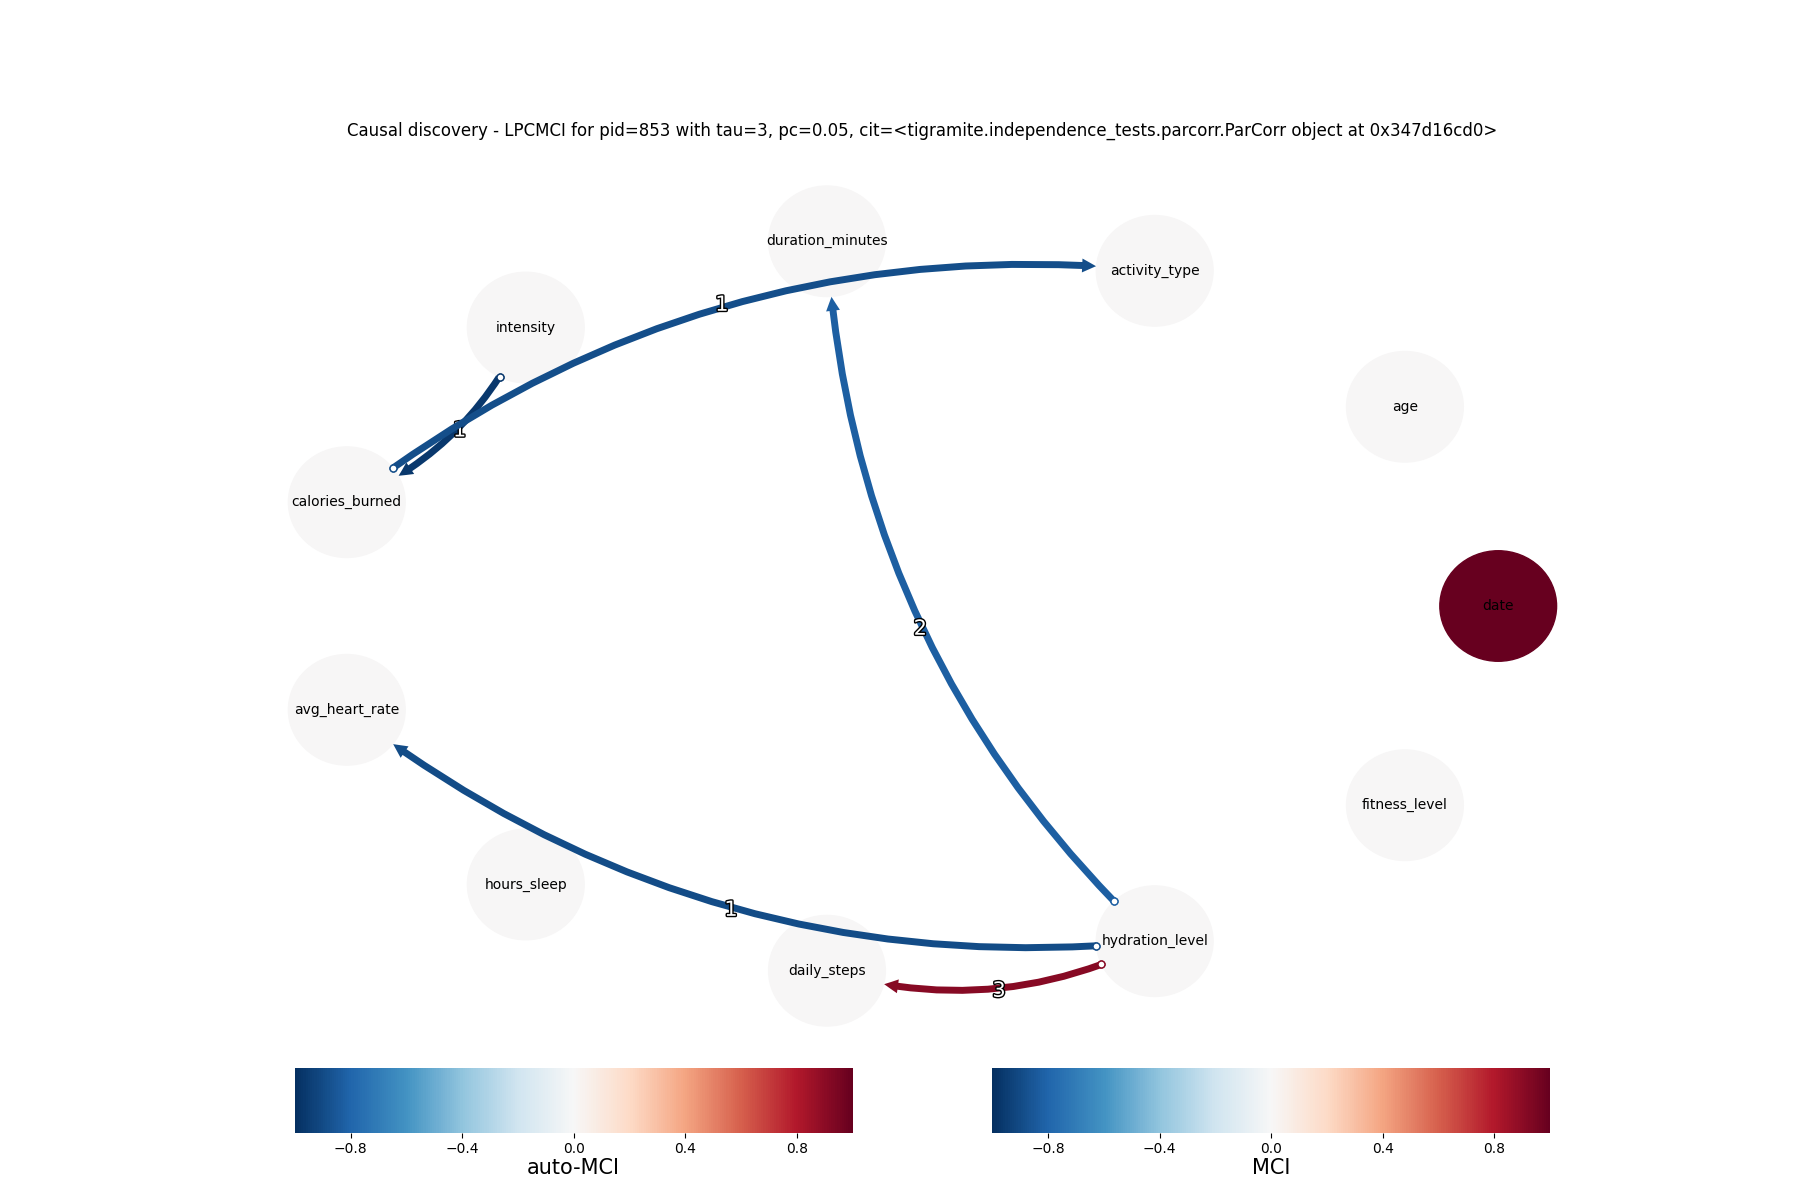 Causal discovery - LPCMCI for pid=853 with tau=3, pc=0.05, cit=<tigramite.independence_tests.parcorr.ParCorr object at 0x347d16cd0>
duration_minutes
activity_type
1
intensity
age
1
calories_burned
date
2
avg_heart_rate
fitness_level
hours_sleep
1
hydration_level
daily_steps
3
−0.8 −0.4 0.0 0.4 0.8
auto-MCI
−0.8 −0.4 0.0 0.4 0.8
MCI